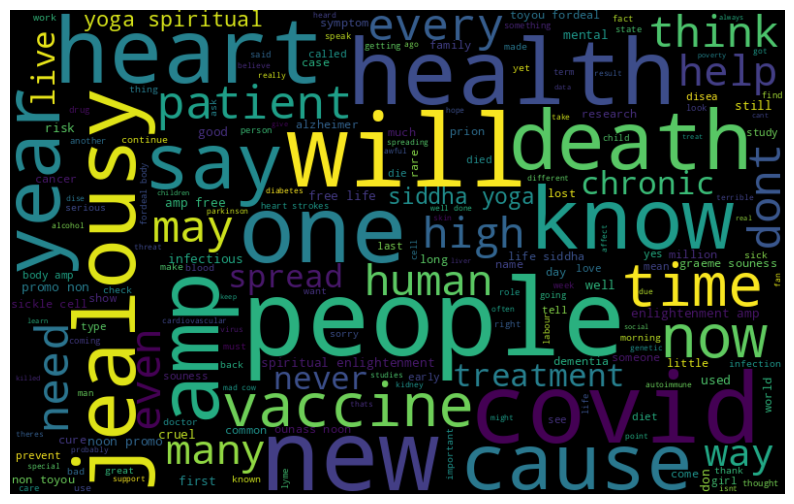 yoga spiritual
work
symptom
heard
speak
toyou fordeal
something
mental
fact
state
always
think
poverty
got
believe
live
heart
every
getting
ago
family
made
called
case
said
really
thing
yet
term
result
health
help
data
find
cant
drug
patient
ask
hope
take
look
disea
still
risk
good
person
alzheimer
much
spreading
awful
prion
research
child
treat
study
another
continue
year
jealousy
say
will
rare
died
death
different
terrible
dont
cancer
children
die
diabetes
free life
siddha yoga
well done
lost
chronic
real
dise
serious
fordeal body
amp free
parkinson
heart strokes
skin
alcohol
threat
may
one
high
last
cell
know
affect
yes
million
sick
infectious
long
life siddha
mean
graeme souness
body amp
make
blood
name
day
love
promo non
check
spread
human
time
sickle cell
show
want
week
due
fan
type
keep
role
going
well
enlightenment amp
learn
cardiovascular
amp
people
often
tell
social
now
coming
virus
sorry
right
labour
morning
genetic
need
even
must
spiritual enlightenment
dementia
someone
little
infection
man
souness
back
never
early
treatment
killed
studies
used
autoimmune
world
mad cow
kidney
doctor
vaccine
thats
diet
theres
cure
noon promo
common
ounass noon
see
life
covid
probably
cruel
might
point
prevent
many
new
cause
way
special
bad
important
don
thank
non toyou
great
first
known
lyme
come
girl
thought
care
use
support
isnt